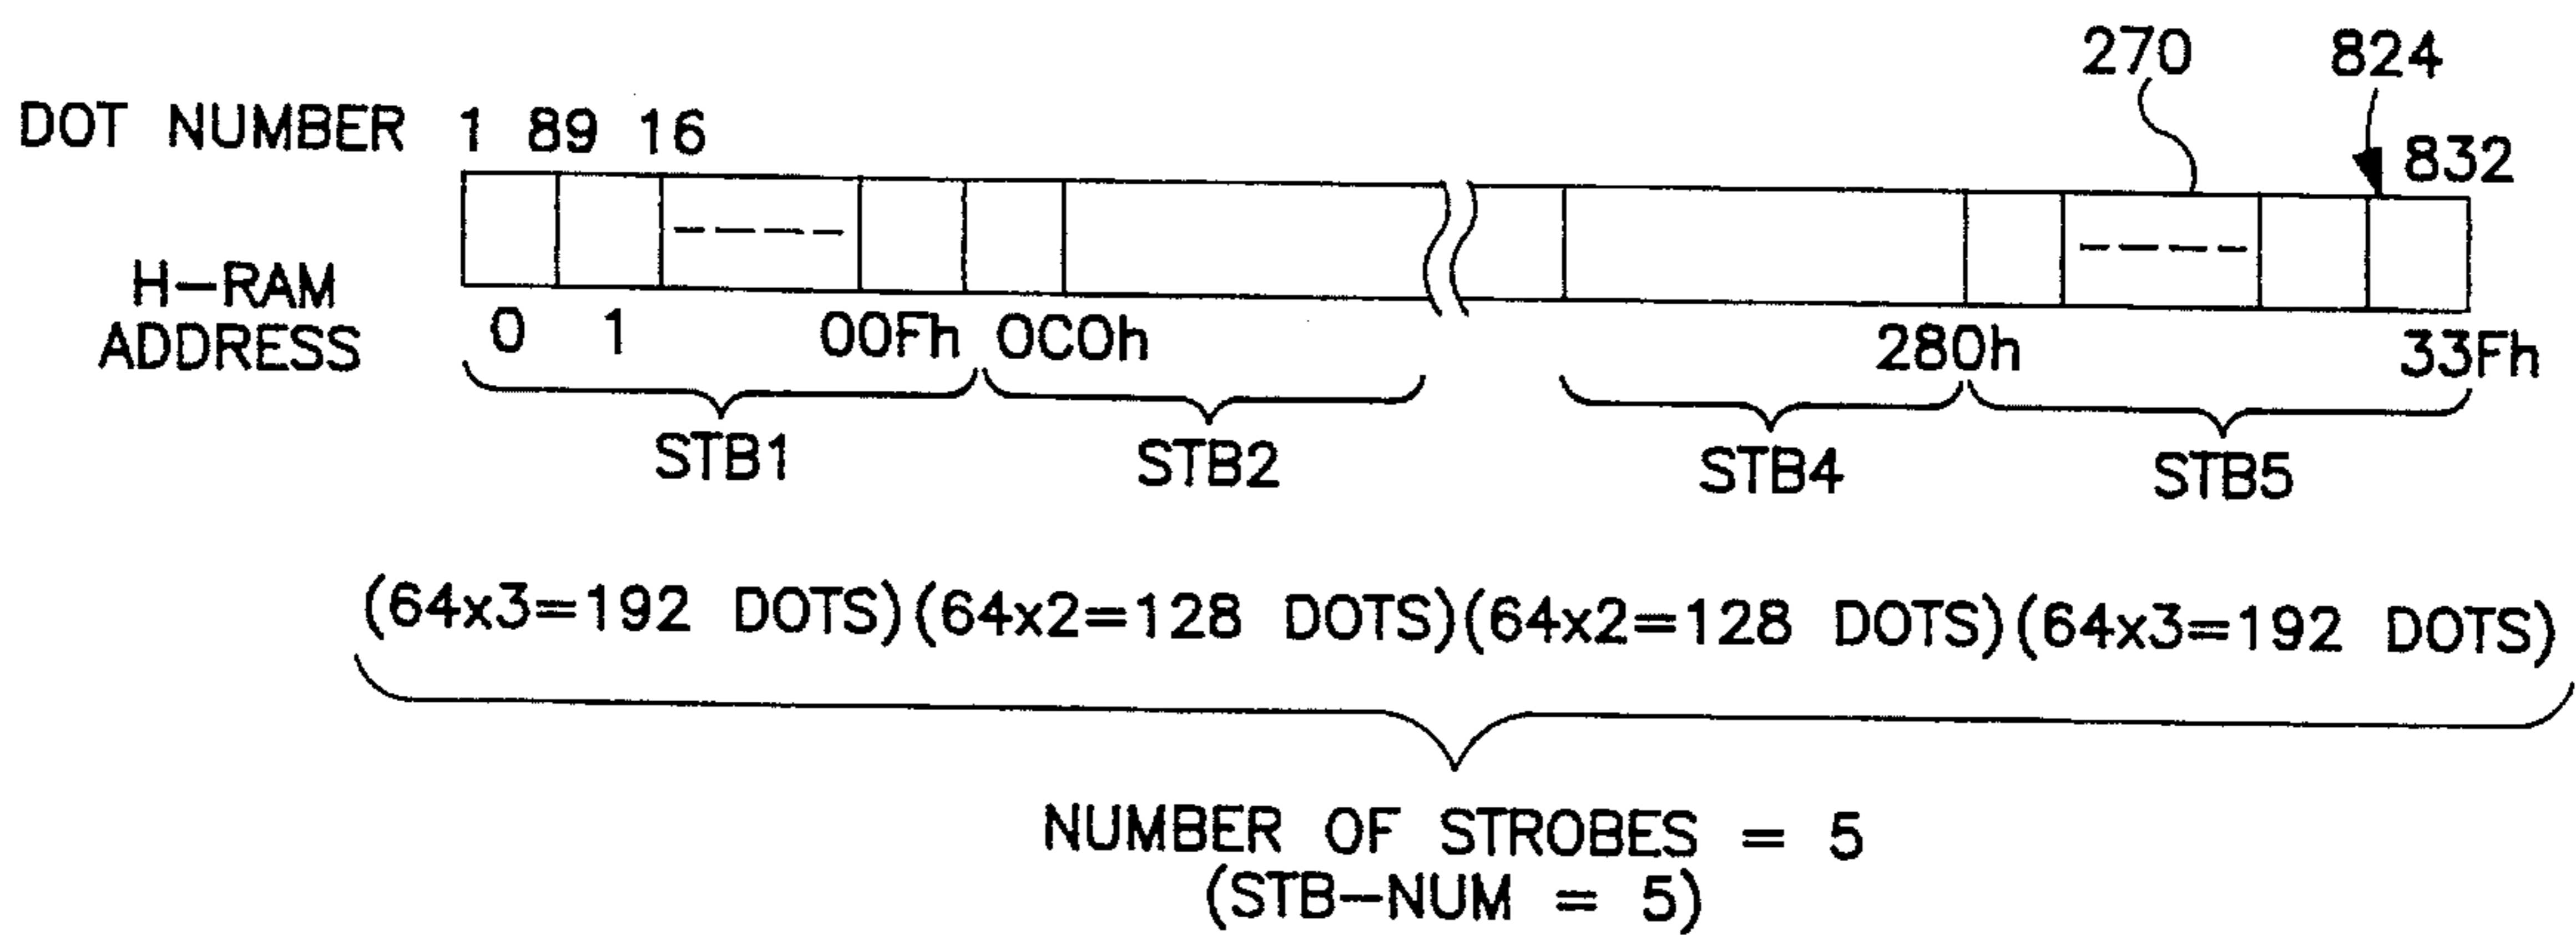 270 824
DOT NUMBER 1 89 16 832
H-RAM
ADDRESS
0 1 00Fh 0C0h 280h 33Fh
STB1 STB2 STB4 STB5
(64x3=192 DOTS)(64x2=128 DOTS)(64x2=128 DOTS)(64x3=192 DOTS)
NUMBER OF STROBES = 5
(STB-NUM = 5)